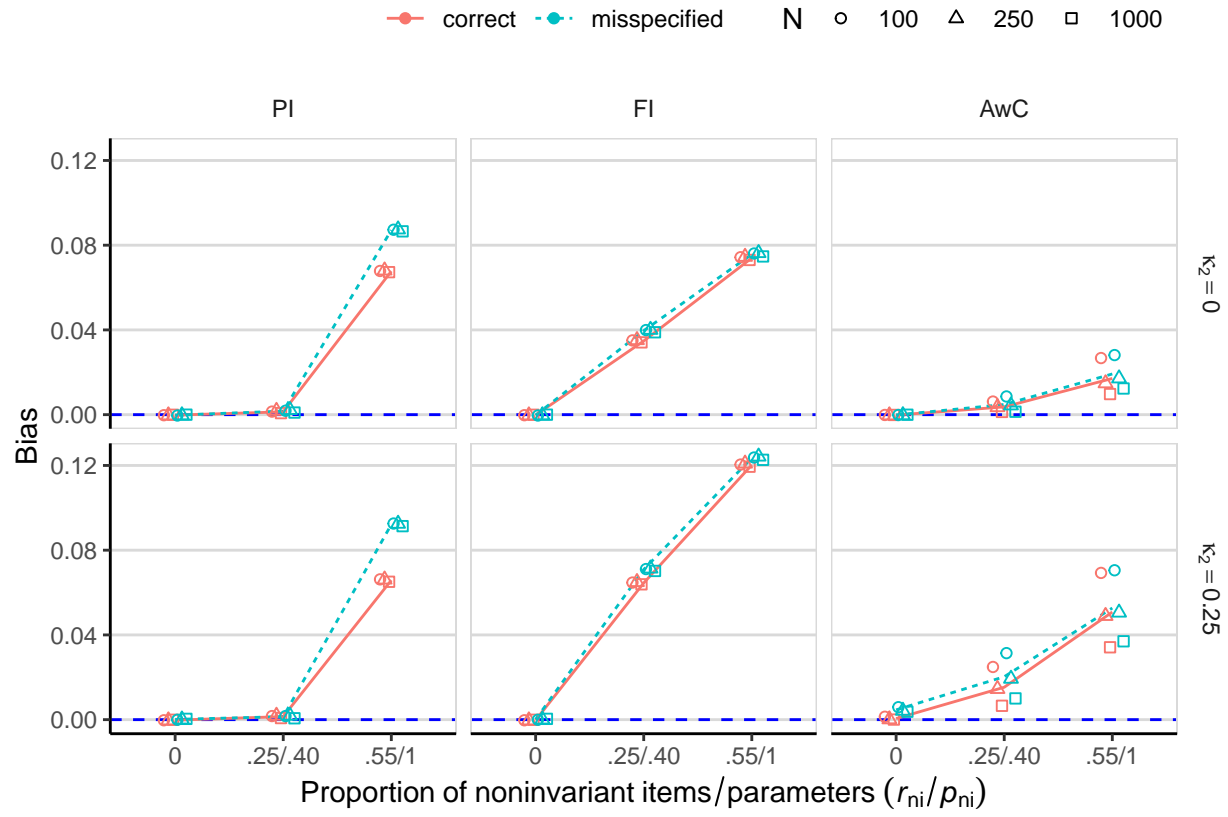 correct misspecified N 100 250 1000
PI FI AwC
0.12
0.08
0.04
0.00
κ2 = 0
Bias
0.12
0.08
0.04
0.00
κ2 = 0.25
0 .25/.40 .55/1 0 .25/.40 .55/1 0 .25/.40 .55/1
Proportion of noninvariant items/parameters (rni/pni)